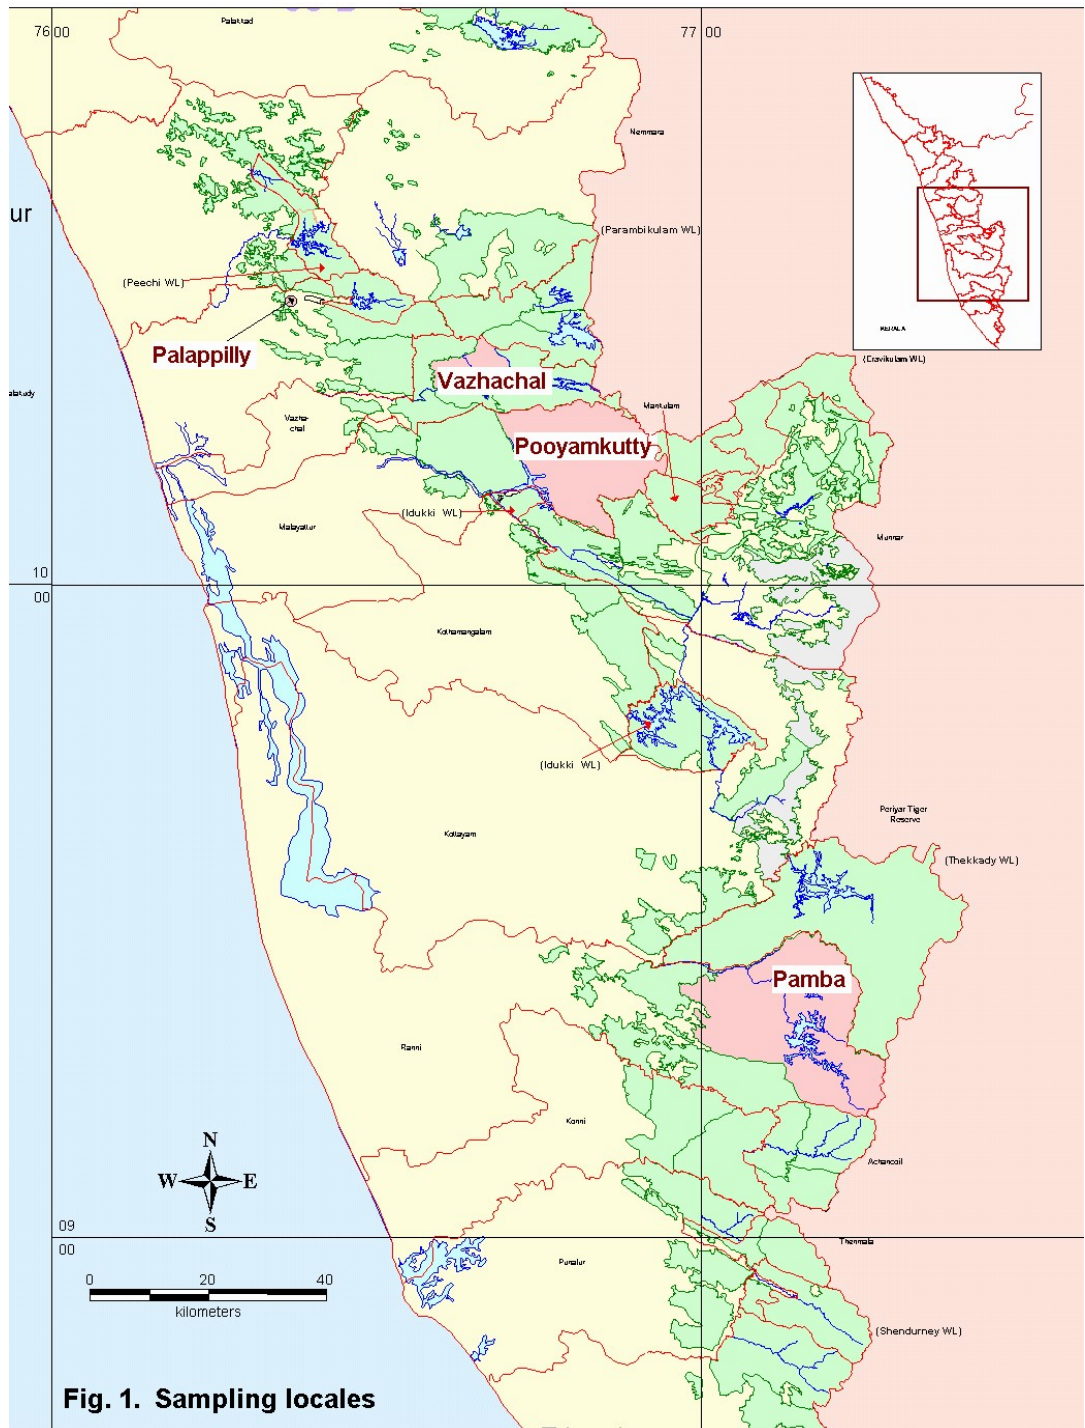 Palakkad
76 00
77 00
Nemmara
ur
(Parambikulam WL)
(Peechi WL)
KERALA
Palappilly
(Eravikulam WL)
Vazhachal
Mankulam
Vazha-
chal
Pooyamkutty
(Idukki WL)
Malayattur
Munnar
10
00
Kothamangalam
(Idukki WL)
Periyar Tiger
Reserve
Kottayam
(Thekkady WL)
Pamba
Ranni
Konni
N
W E
S
Achancoil
09
00
Thenmala
Punalur
0 20 40
kilometers
(Shendurney WL)
Fig. 1. Sampling locales